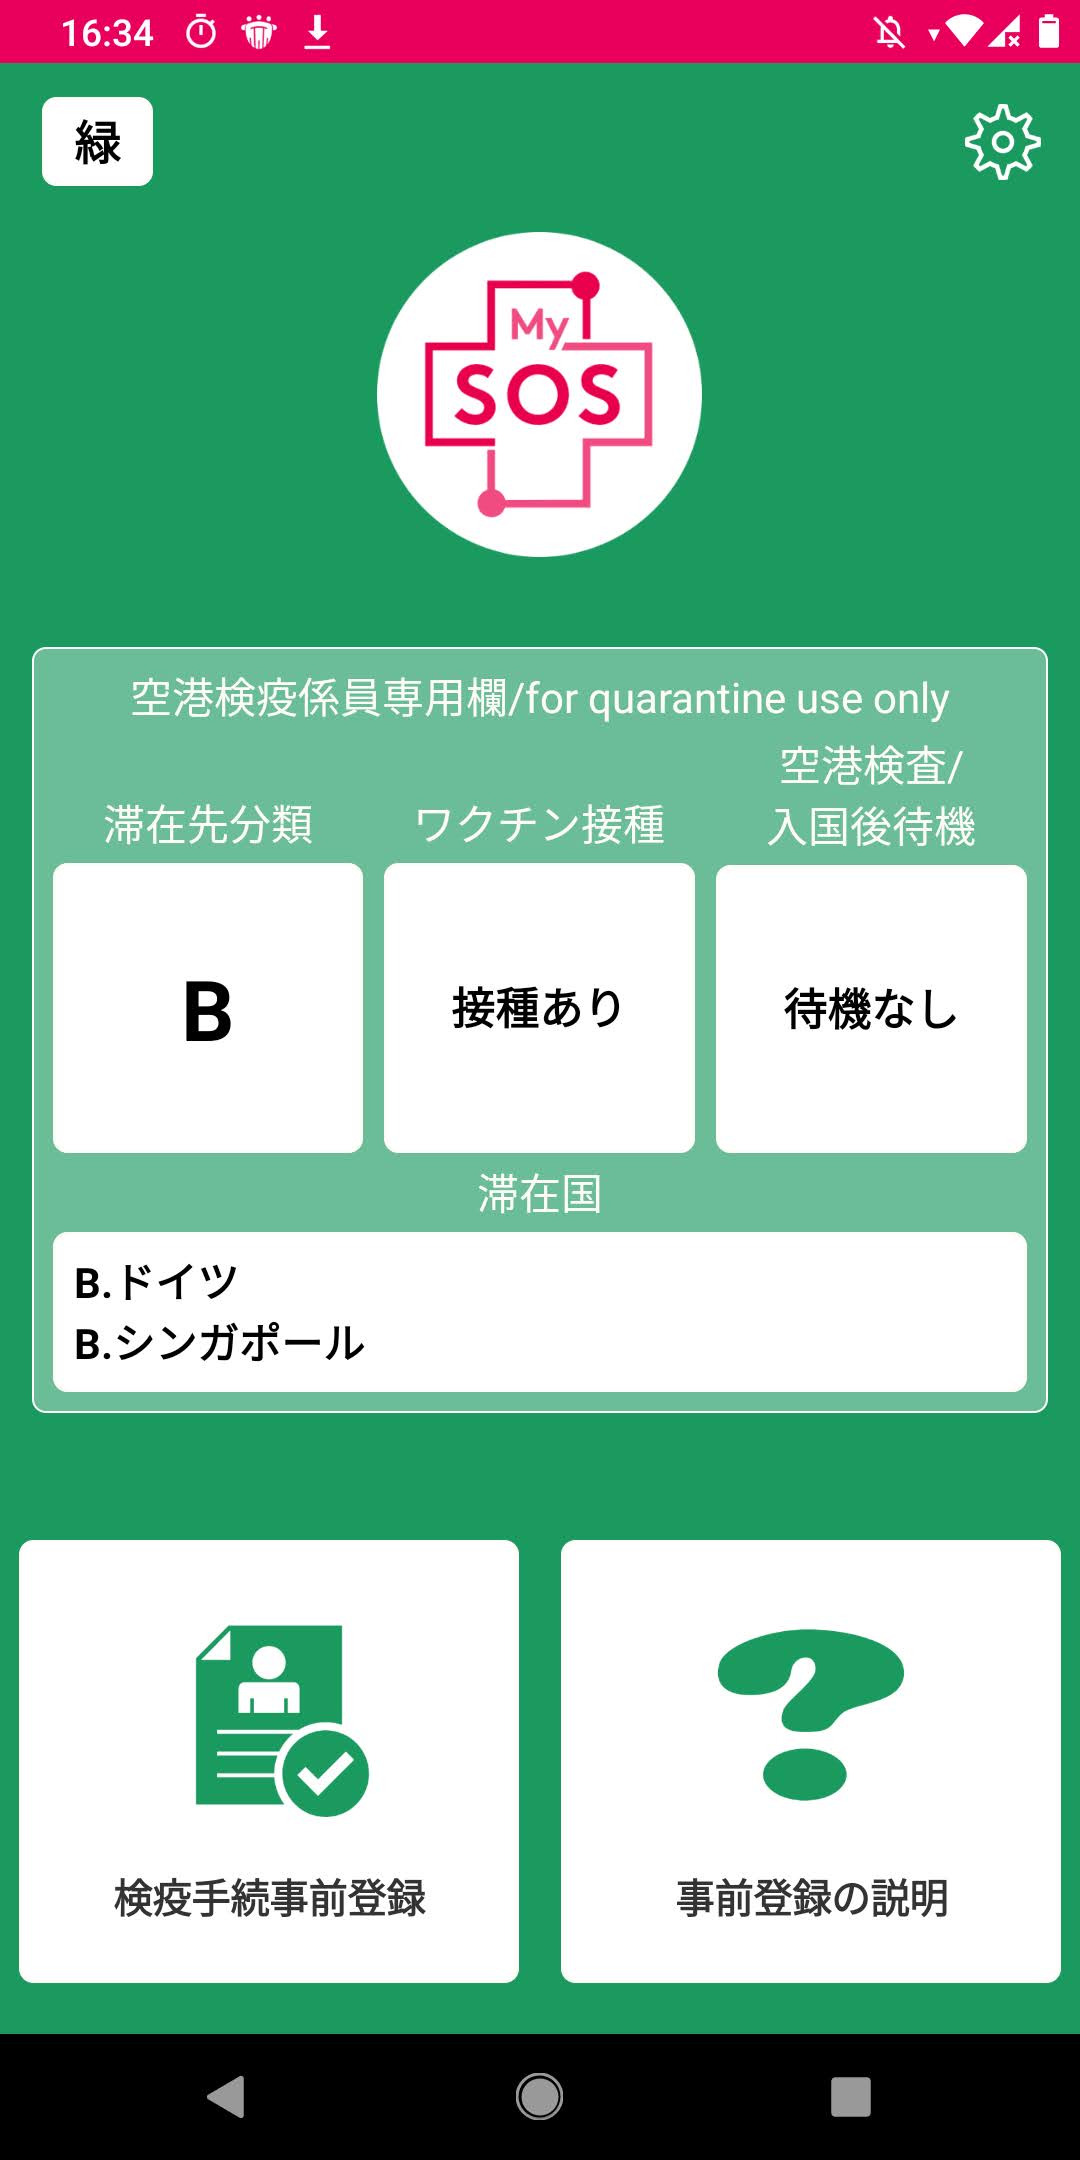 16:34
緑
My
SOS
空港検疫係員専用欄/for quarantine use only
滞在先分類
ワクチン接種
空港検査/
入国後待機
B
接種あり
待機なし
滞在国
B.ドイツ
B.シンガポール
検疫手続事前登録
事前登録の説明